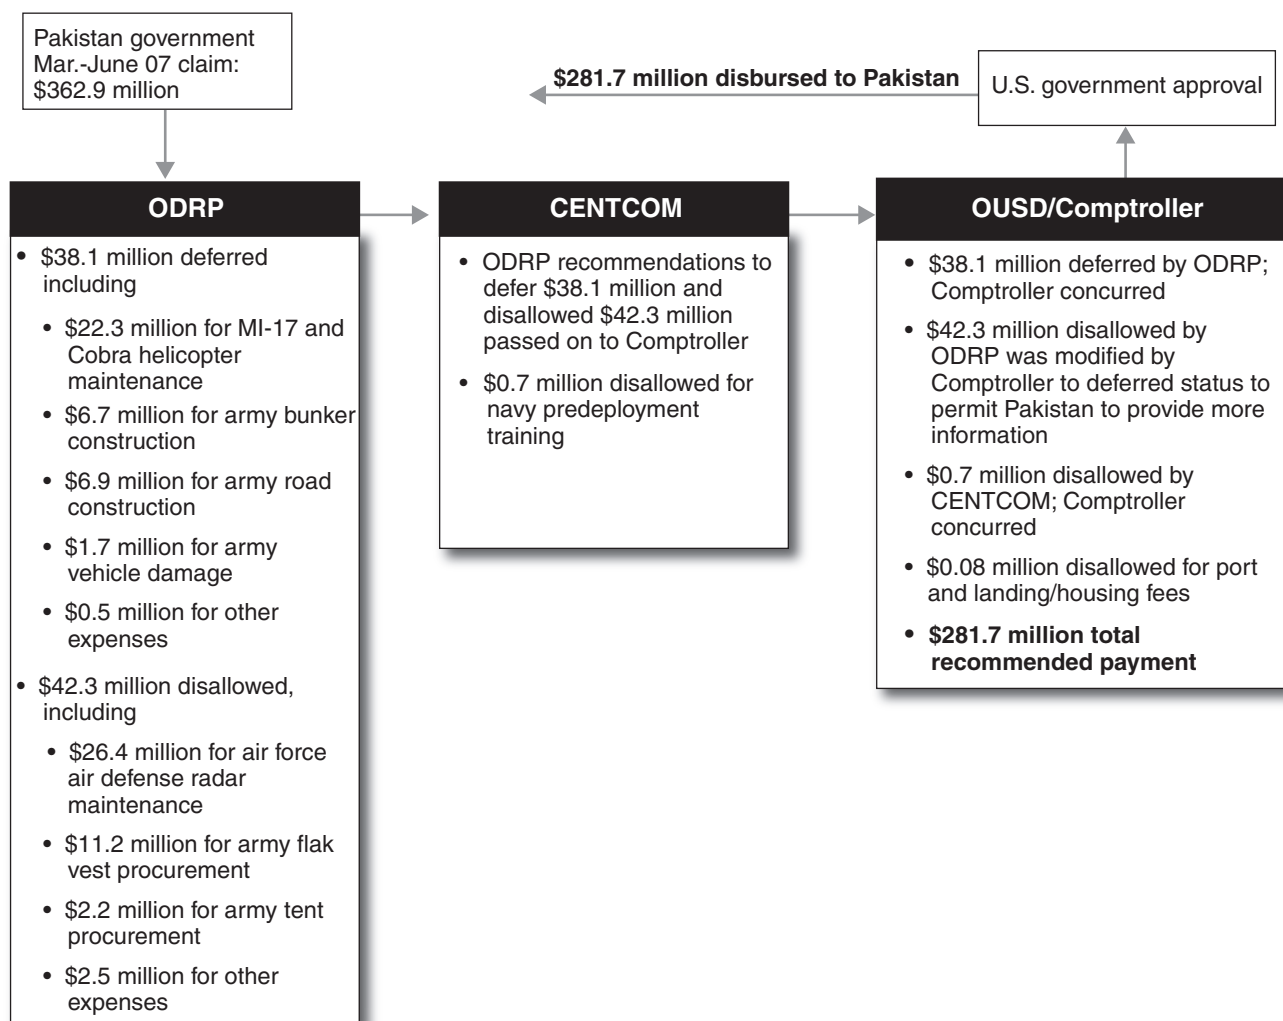 Pakistan government
Mar.-June 07 claim:
$362.9 million
$281.7 million disbursed to Pakistan
U.S. government approval
ODRP
• $38.1 million deferred
including
• $22.3 million for MI-17 and
Cobra helicopter
maintenance
• $6.7 million for army bunker
construction
• $6.9 million for army road
construction
• $1.7 million for army
vehicle damage
• $0.5 million for other
expenses
• $42.3 million disallowed,
including
• $26.4 million for air force
air defense radar
maintenance
• $11.2 million for army flak
vest procurement
• $2.2 million for army tent
procurement
• $2.5 million for other
expenses
CENTCOM
• ODRP recommendations to
defer $38.1 million and
disallowed $42.3 million
passed on to Comptroller
• $0.7 million disallowed for
navy predeployment
training
OUSD/Comptroller
• $38.1 million deferred by ODRP;
Comptroller concurred
• $42.3 million disallowed by
ODRP was modified by
Comptroller to deferred status to
permit Pakistan to provide more
information
• $0.7 million disallowed by
CENTCOM; Comptroller
concurred
• $0.08 million disallowed for port
and landing/housing fees
• $281.7 million total
recommended payment